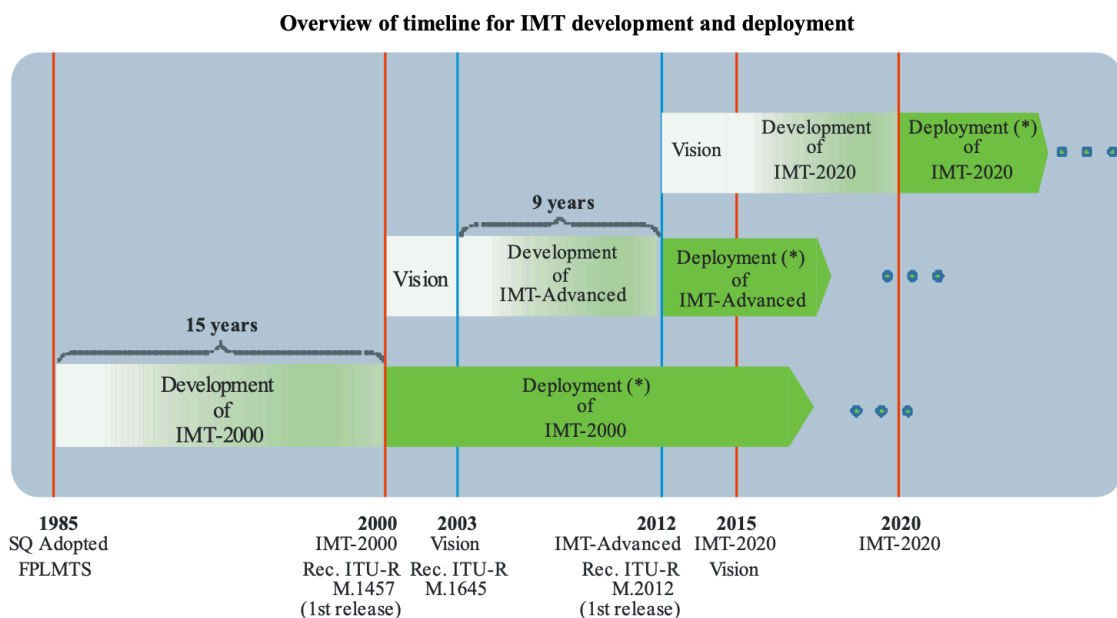 Overview of timeline for IMT development and deployment
Vision
Development
of
IMT-2020
Deployment (*)
of
IMT-2020
9 years
Vision
Development
of
IMT-Advanced
Deployment (*)
of
IMT-Advanced
15 years
Development
of
IMT-2000
Deployment (*)
of
IMT-2000
1985
SQ Adopted
FPLMTS
2000
IMT-2000
Rec. ITU-R
M.1457
(1st release)
2003
Vision
Rec. ITU-R
M.1645
2012
IMT-Advanced
Rec. ITU-R
M.2012
(1st release)
2015
IMT-2020
Vision
2020
IMT-2020